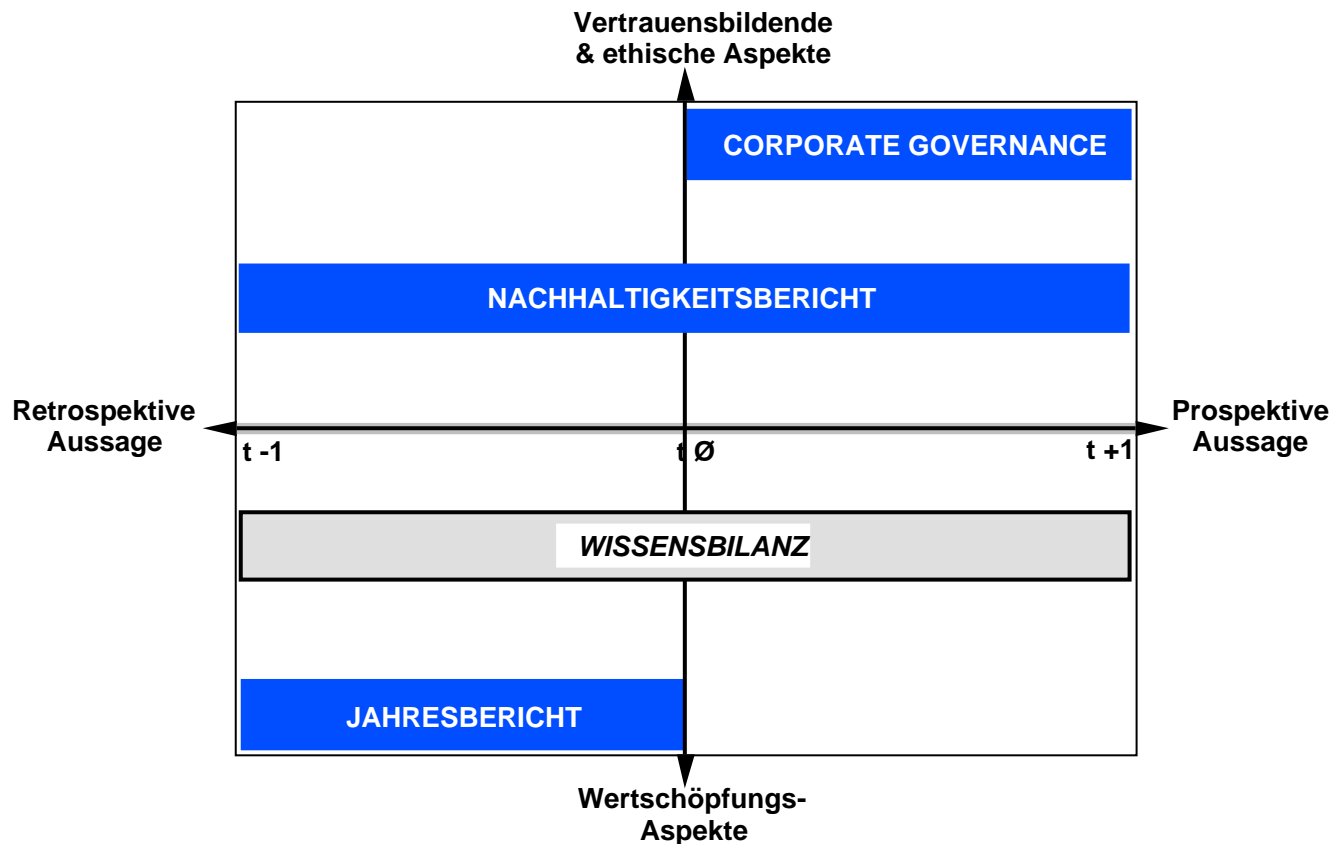 Vertrauensbildende
& ethische Aspekte
CORPORATE GOVERNANCE
NACHHALTIGKEITSBERICHT
Retrospektive
Aussage
Prospektive
Aussage
t -1
t Ø
t +1
WISSENSBILANZ
JAHRESBERICHT
Wertschöpfungs-
Aspekte